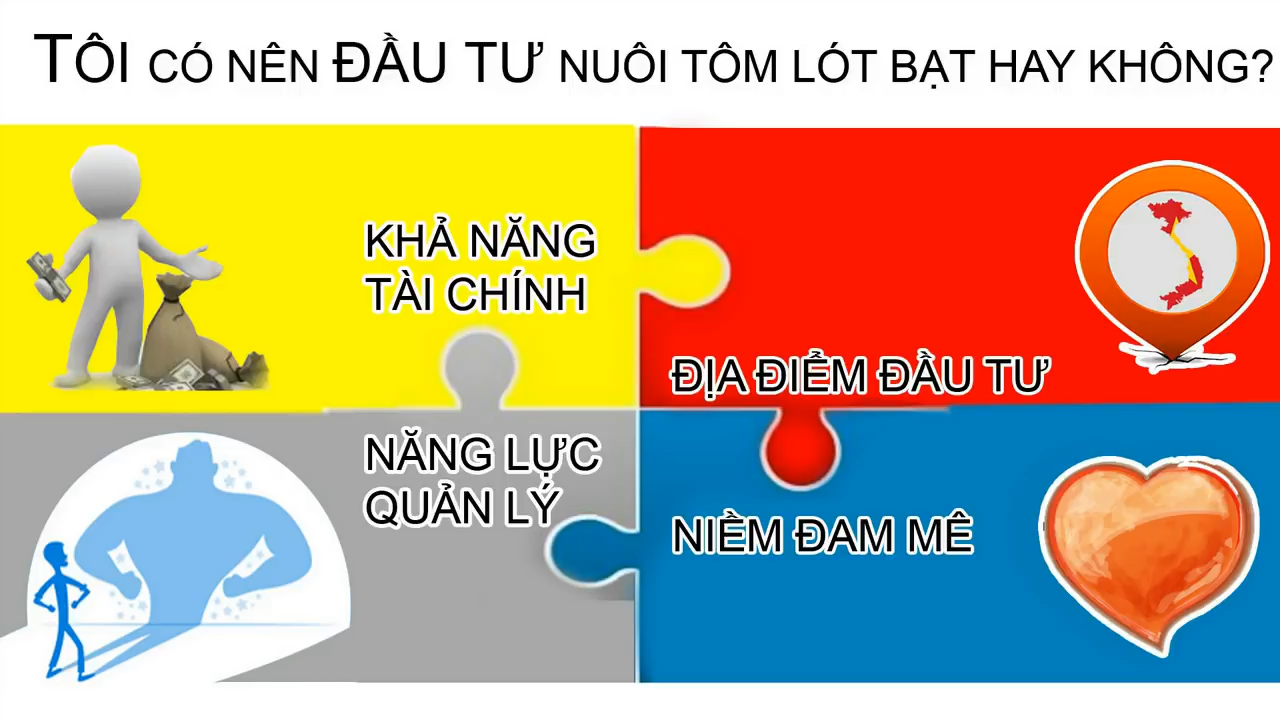 TÔI CÓ NÊN ĐẦU TƯ NUÔI TÔM LÓT BẠT HAY KHÔNG?
KHẢ NĂNG
TÀI CHÍNH
ĐỊA ĐIỂM ĐẦU TƯ
NĂNG LỰC
QUẢN LÝ
NIỀM ĐAM MÊ